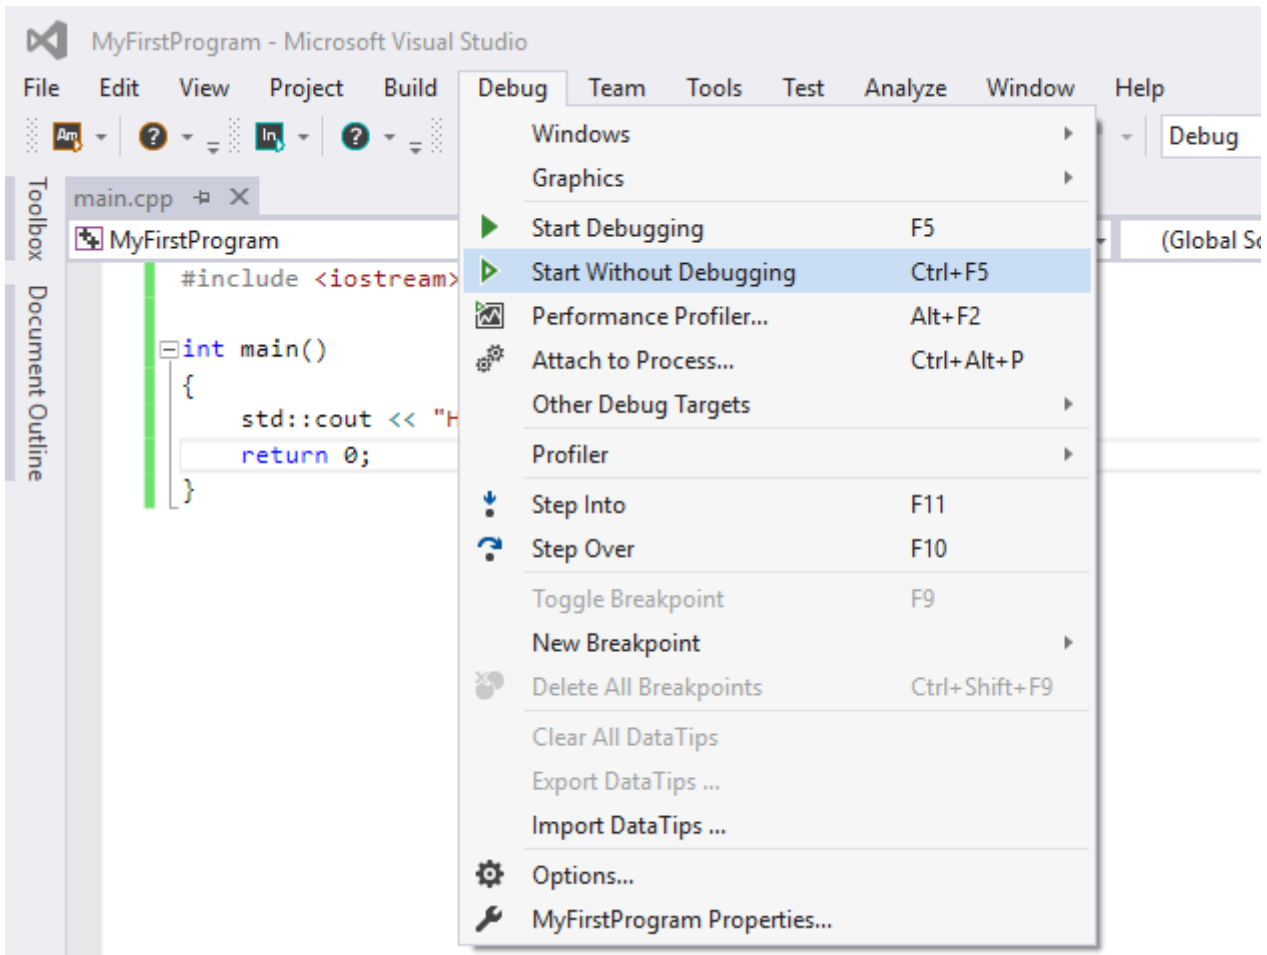 MyFirstProgram - Microsoft Visual Studio
File Edit View Project Build Debug Team Tools Test Analyze Window Help
Debug
Toolbox
Document Outline
main.cpp
MyFirstProgram
(Global
#include <iostream>
int main()
{
std::cout << "H
return 0;
}
Windows
Graphics
Start Debugging F5
Start Without Debugging Ctrl+F5
Performance Profiler... Alt+F2
Attach to Process... Ctrl+Alt+P
Other Debug Targets
Profiler
Step Into F11
Step Over F10
Toggle Breakpoint F9
New Breakpoint
Delete All Breakpoints Ctrl+Shift+F9
Clear All DataTips
Export DataTips ...
Import DataTips ...
Options...
MyFirstProgram Properties...